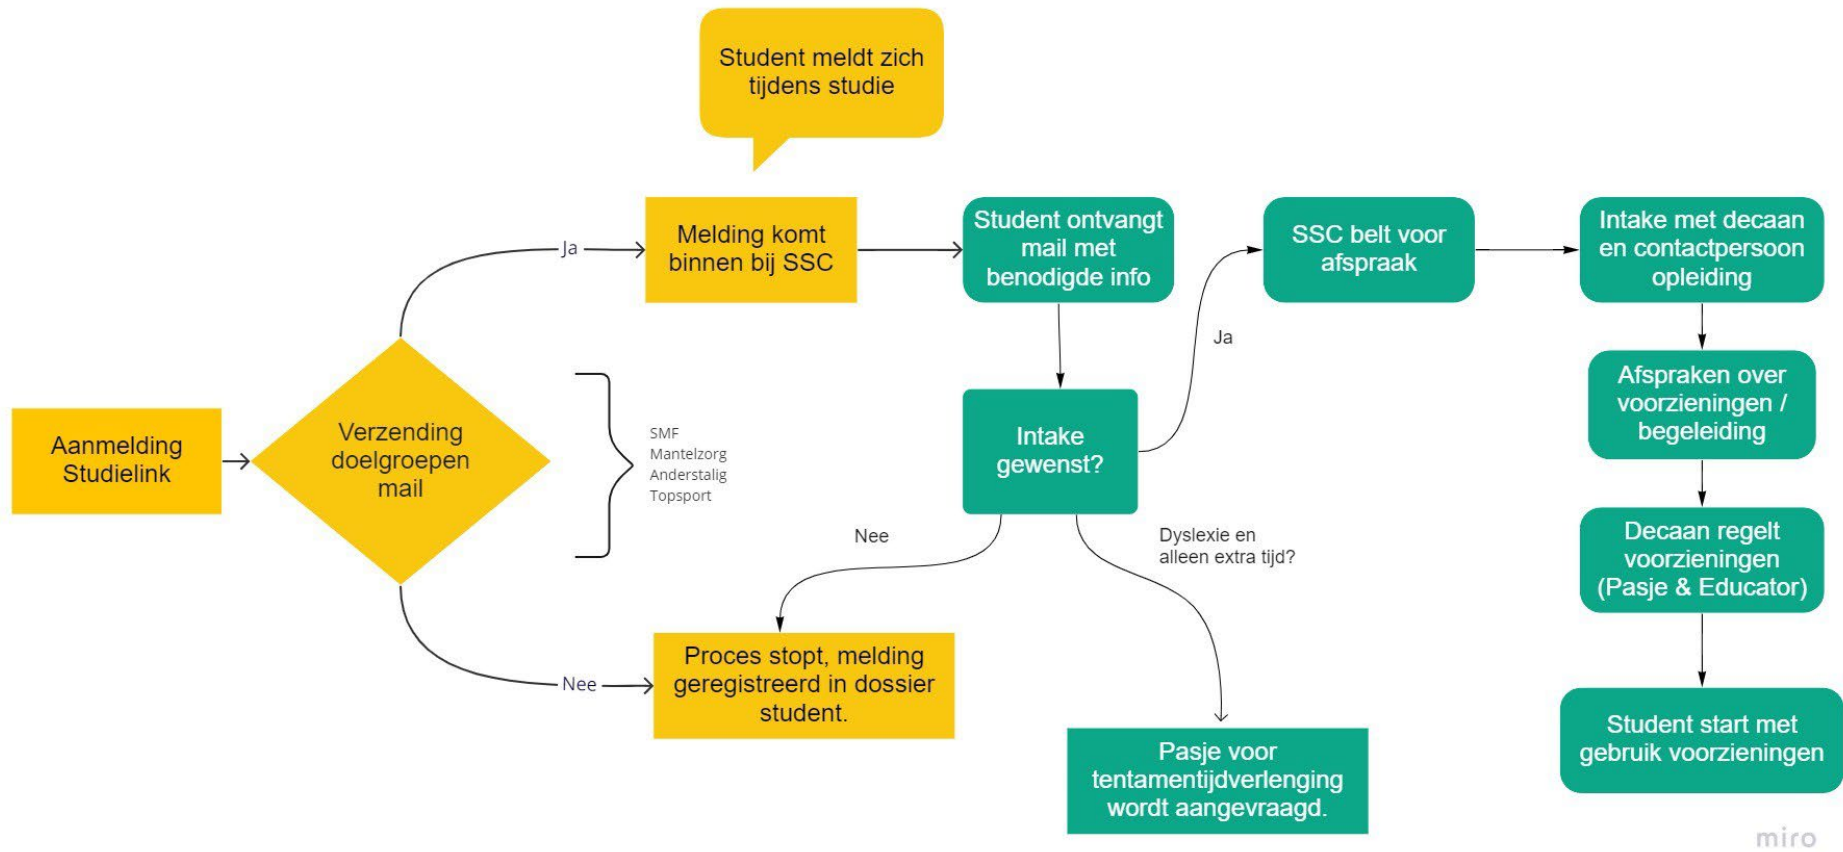 Student meldt zich
tijdens studie
Aanmelding
Studielink
Verzending
doelgroepen
mail
Ja
Nee
SMF
Mantelzorg
Anderstalig
Topsport
Melding komt
binnen bij SSC
Student ontvangt
mail met
benodigde info
Intake
gewenst?
Nee
Proces stopt, melding
geregistreerd in dossier
student.
Dyslexie en
alleen extra tijd?
Pasje voor
tentamentijdverlenging
wordt aangevraagd.
Ja
SSC belt voor
afspraak
Intake met decaan
en contactpersoon
opleiding
Afspraken over
voorzieningen /
begeleiding
Decaan regelt
voorzieningen
(Pasje & Educator)
Student start met
gebruik voorzieningen
miro